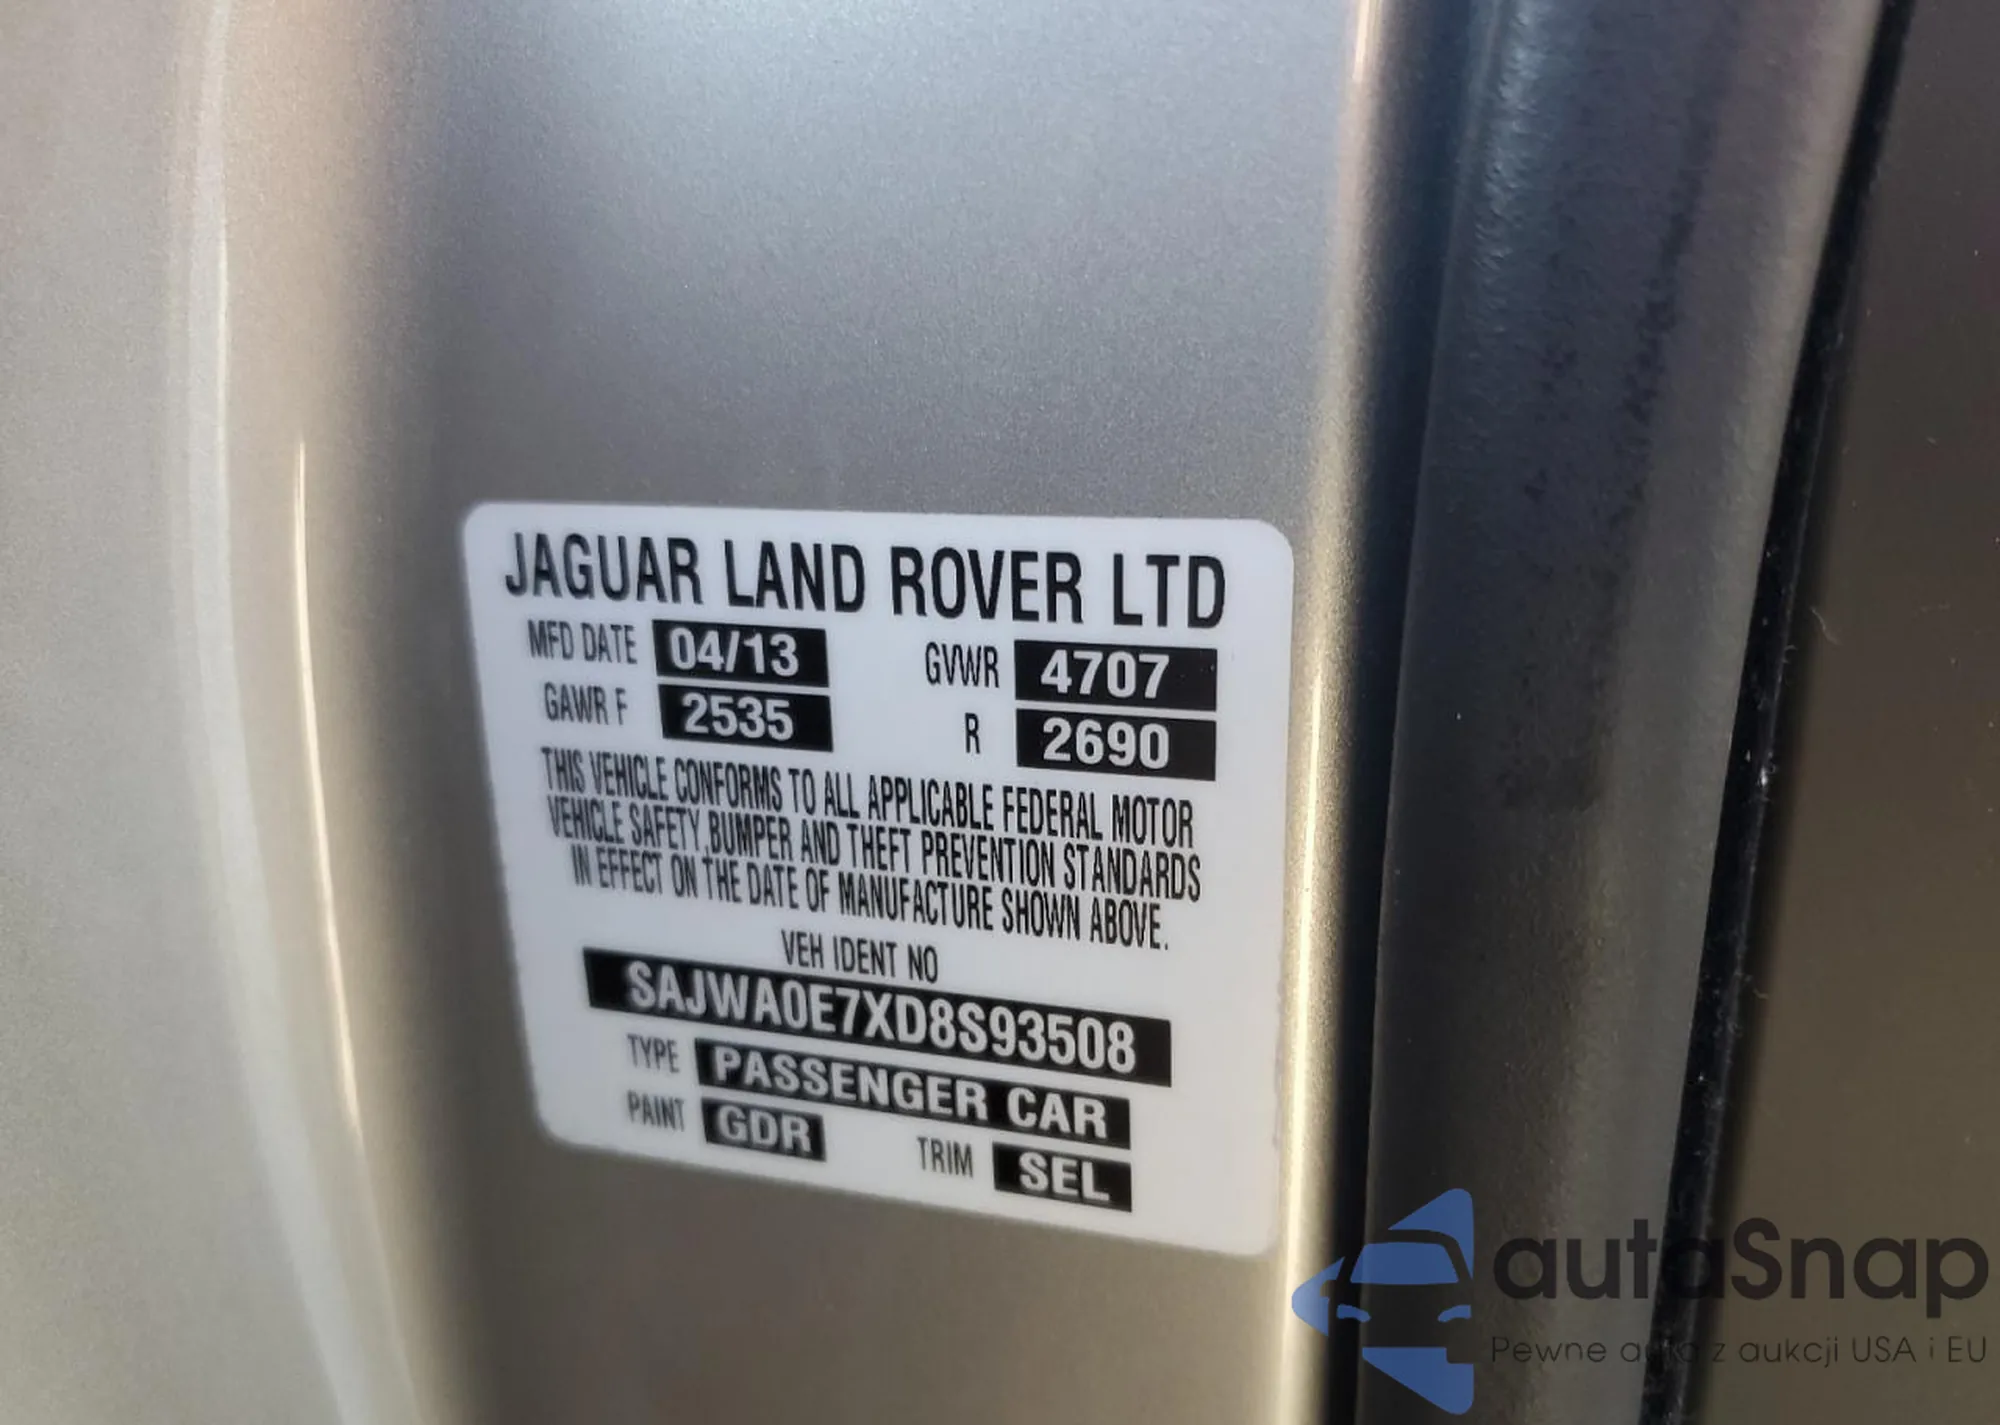 JAGUAR LAND ROVER LTD
MFD DATE 04/13 GVWR 4707
GAWR F 2535 R 2690
THIS VEHICLE CONFORMS TO ALL APPLICABLE FEDERAL MOTOR
VEHICLE SAFETY, BUMPER AND THEFT PREVENTION STANDARDS
IN EFFECT ON THE DATE OF MANUFACTURE SHOWN ABOVE.
VEH IDENT NO
SAJWA0E7XD8S93508
TYPE PASSENGER CAR
PAINT GDR TRIM SEL
autaSnap
Pewne auta z aukcji USA i EU